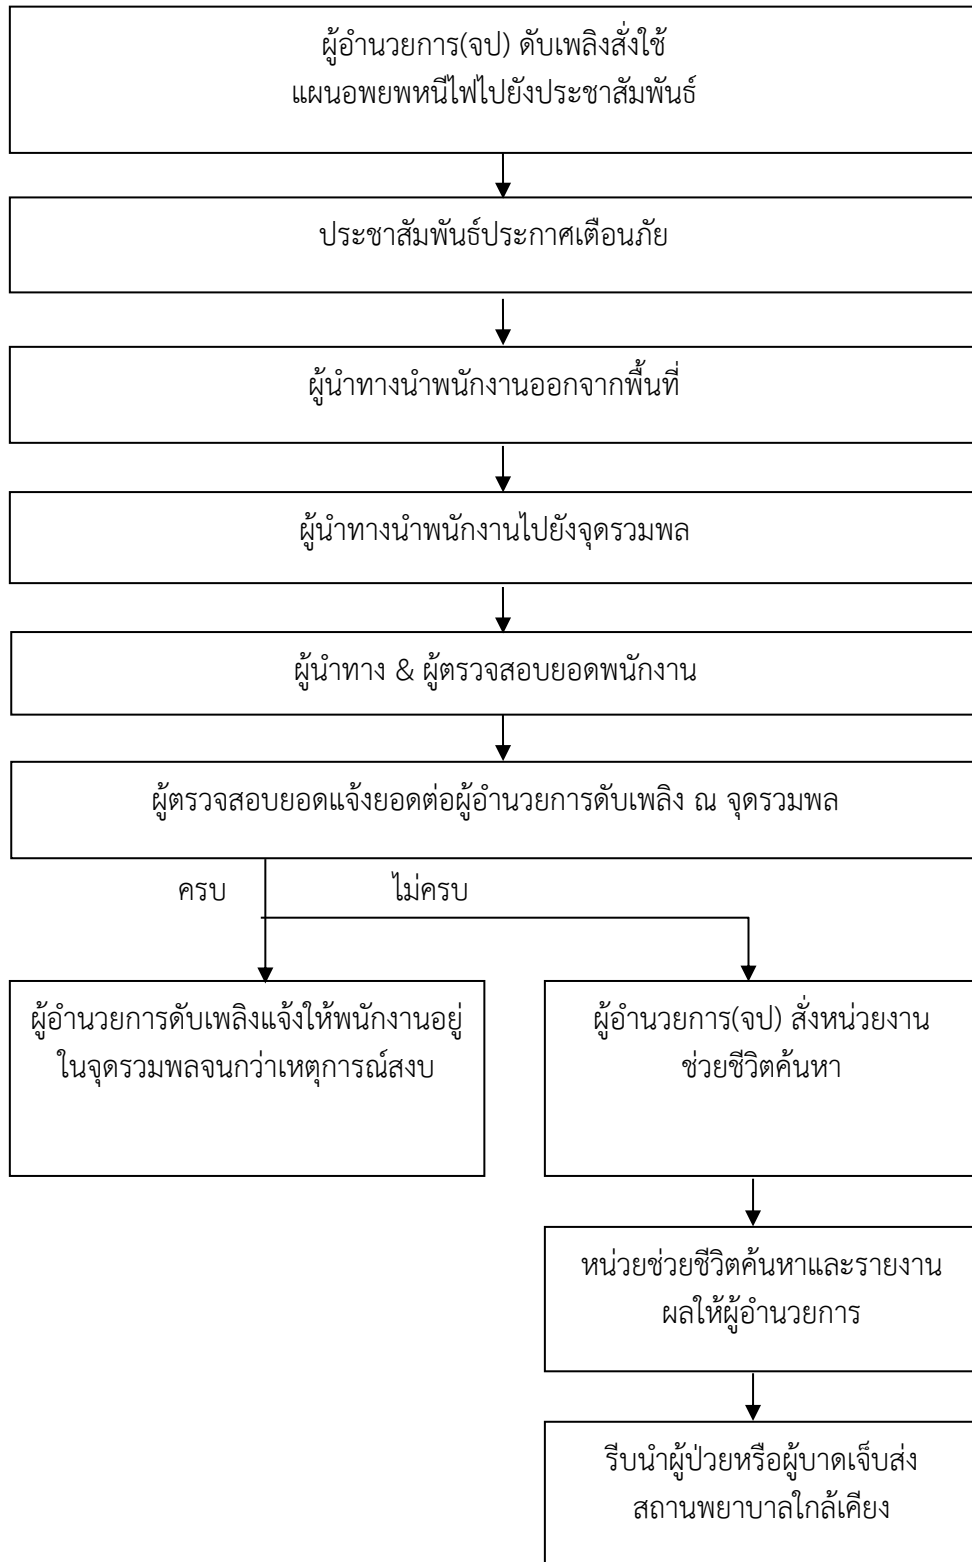 ผู้อำนวยการ(จป) ดับเพลิงสั่งใช้
แผนอพยพหนีไฟไปยังประชาสัมพันธ์
ประชาสัมพันธ์ประกาศเตือนภัย
ผู้นำทางนำพนักงานออกจากพื้นที่
ผู้นำทางนำพนักงานไปยังจุดรวมพล
ผู้นำทาง & ผู้ตรวจสอบยอดพนักงาน
ผู้ตรวจสอบยอดแจ้งยอดต่อผู้อำนวยการดับเพลิง ณ จุดรวมพล
ครบ
ไม่ครบ
ผู้อำนวยการดับเพลิงแจ้งให้พนักงานอยู่
ในจุดรวมพลจนกว่าเหตุการณ์สงบ
ผู้อำนวยการ(จป) สั่งหน่วยงาน
ช่วยชีวิตค้นหา
หน่วยช่วยชีวิตค้นหาและรายงาน
ผลให้ผู้อำนวยการ
รีบนำผู้ป่วยหรือผู้บาดเจ็บส่ง
สถานพยาบาลใกล้เคียง